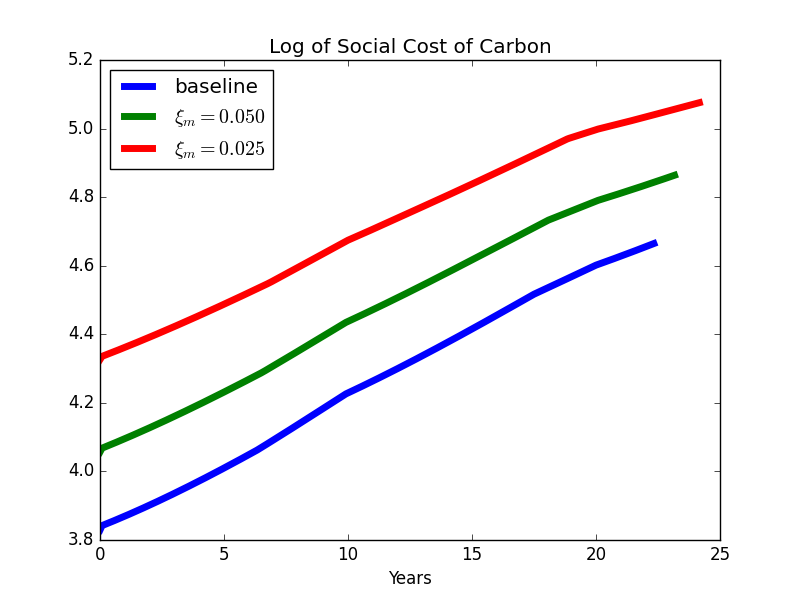 Log of Social Cost of Carbon
5.2
5.0
4.8
4.6
4.4
4.2
4.0
3.8
baseline
ξm = 0.050
ξm = 0.025
0 5 10 15 20 25
Years